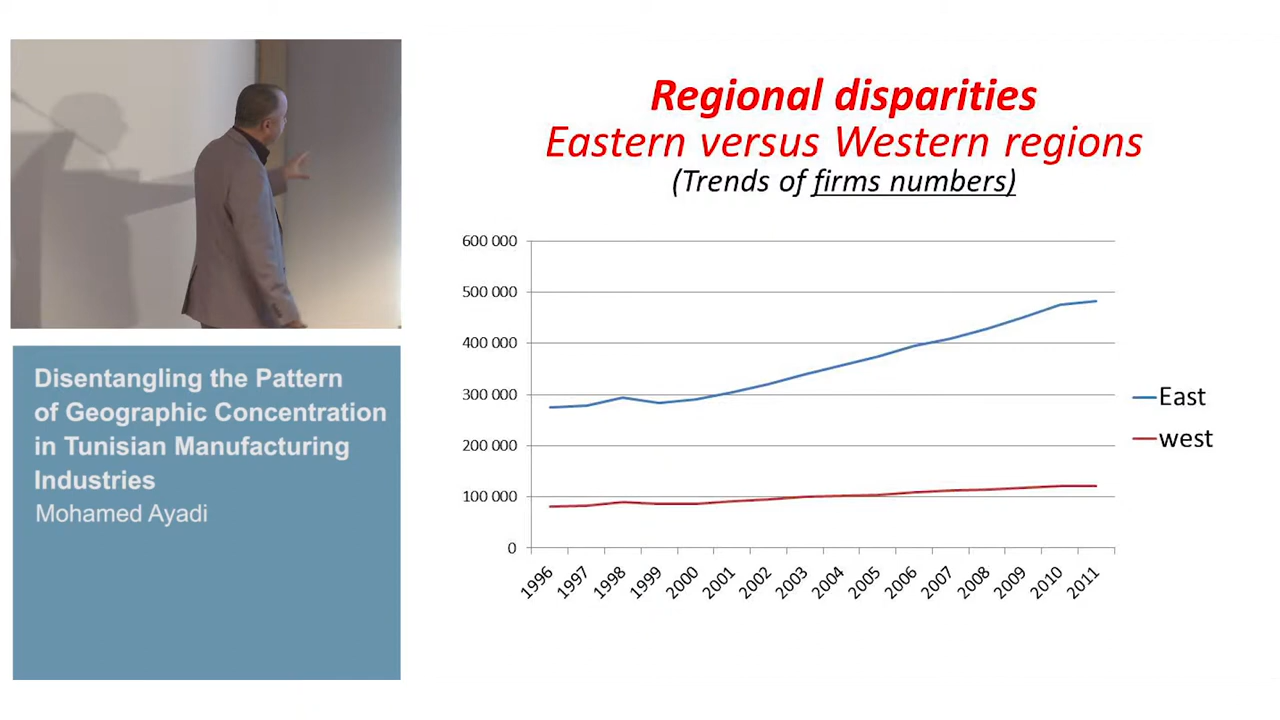 Regional disparities
Eastern versus Western regions
(Trends of firms numbers)
600 000
500 000
400 000
300 000
200 000
100 000
0
1996
1997
1998
1999
2000
2001
2002
2003
2004
2005
2006
2007
2008
2009
2010
2011
East
west
Disentangling the Pattern
of Geographic Concentration
in Tunisian Manufacturing
Industries
Mohamed Ayadi